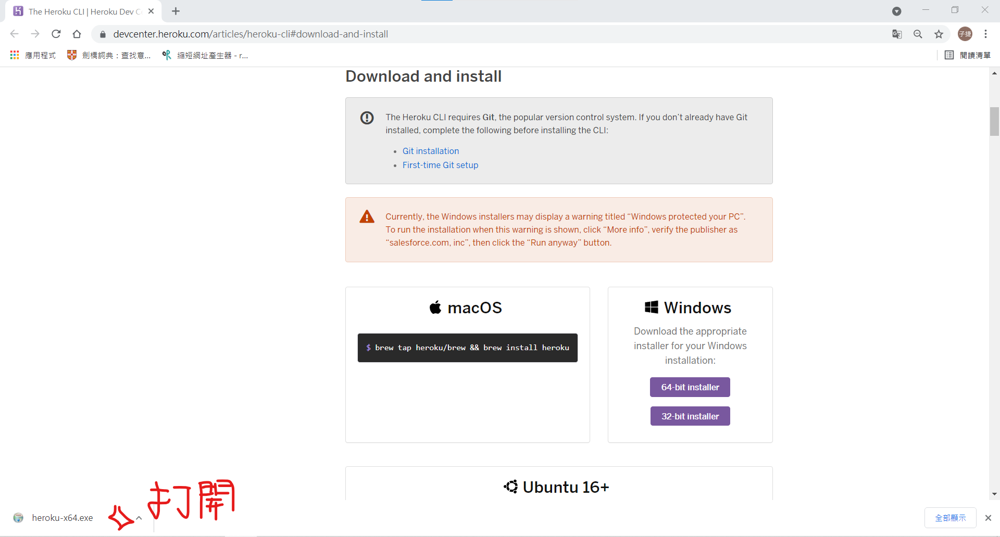 The Heroku CLI | Heroku Dev C
devcenter.heroku.com/articles/heroku-cli#download-and-install
子捷
應用程式
劍橋詞典：查找意...
縮短網址產生器 - r...
閱讀清單
Download and install
The Heroku CLI requires Git, the popular version control system. If you don’t already have Git
installed, complete the following before installing the CLI:
• Git installation
• First-time Git setup
Currently, the Windows installers may display a warning titled “Windows protected your PC”.
To run the installation when this warning is shown, click “More info”, verify the publisher as
“salesforce.com, inc”, then click the “Run anyway” button.
macOS
$ brew tap heroku/brew && brew install heroku
Windows
Download the appropriate
installer for your Windows
installation:
64-bit installer
32-bit installer
Ubuntu 16+
打開
heroku-x64.exe
全部顯示